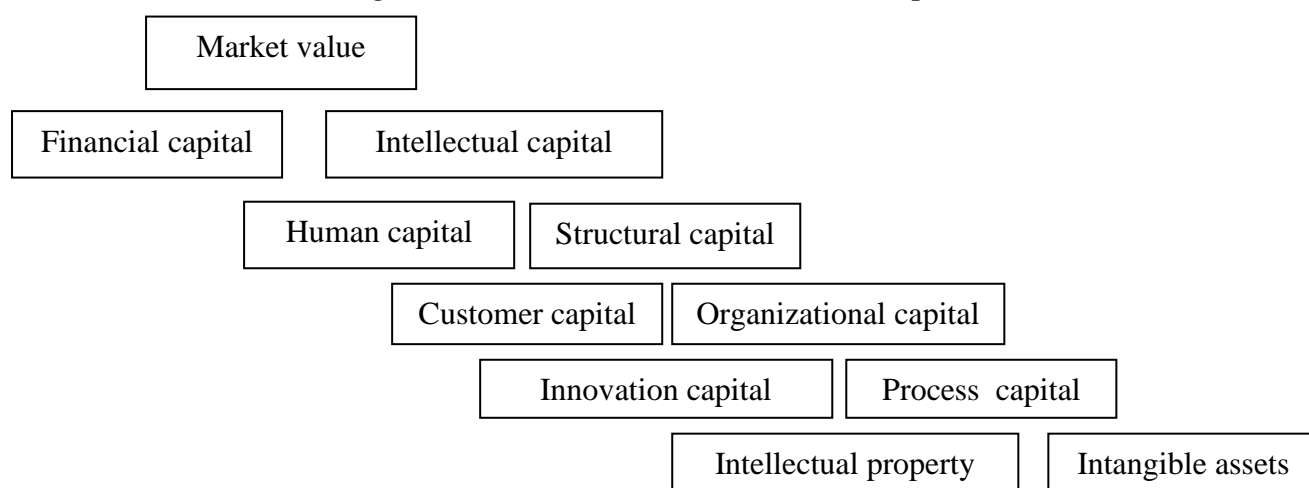 Market value
Financial capital
Intellectual capital
Human capital
Structural capital
Customer capital
Organizational capital
Innovation capital
Process capital
Intellectual property
Intangible assets